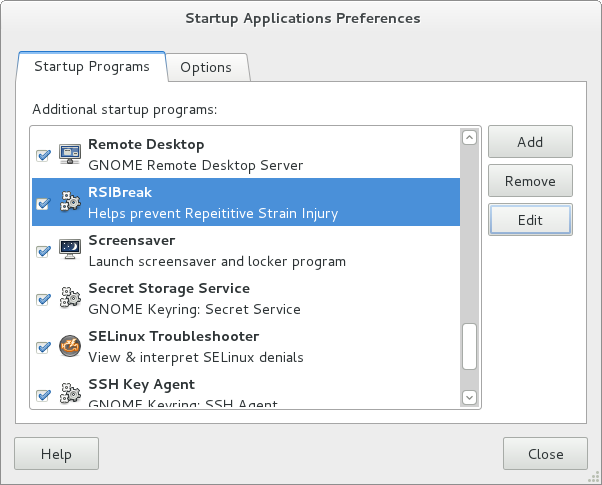 Startup Applications Preferences
Startup Programs
Options
Additional startup programs:
Remote Desktop
GNOME Remote Desktop Server
RSIBreak
Helps prevent Repeititive Strain Injury
Screensaver
Launch screensaver and locker program
Secret Storage Service
GNOME Keyring: Secret Service
SELinux Troubleshooter
View & interpret SELinux denials
SSH Key Agent
GNOME Keyring: SSH Agent
Add
Remove
Edit
Help
Close